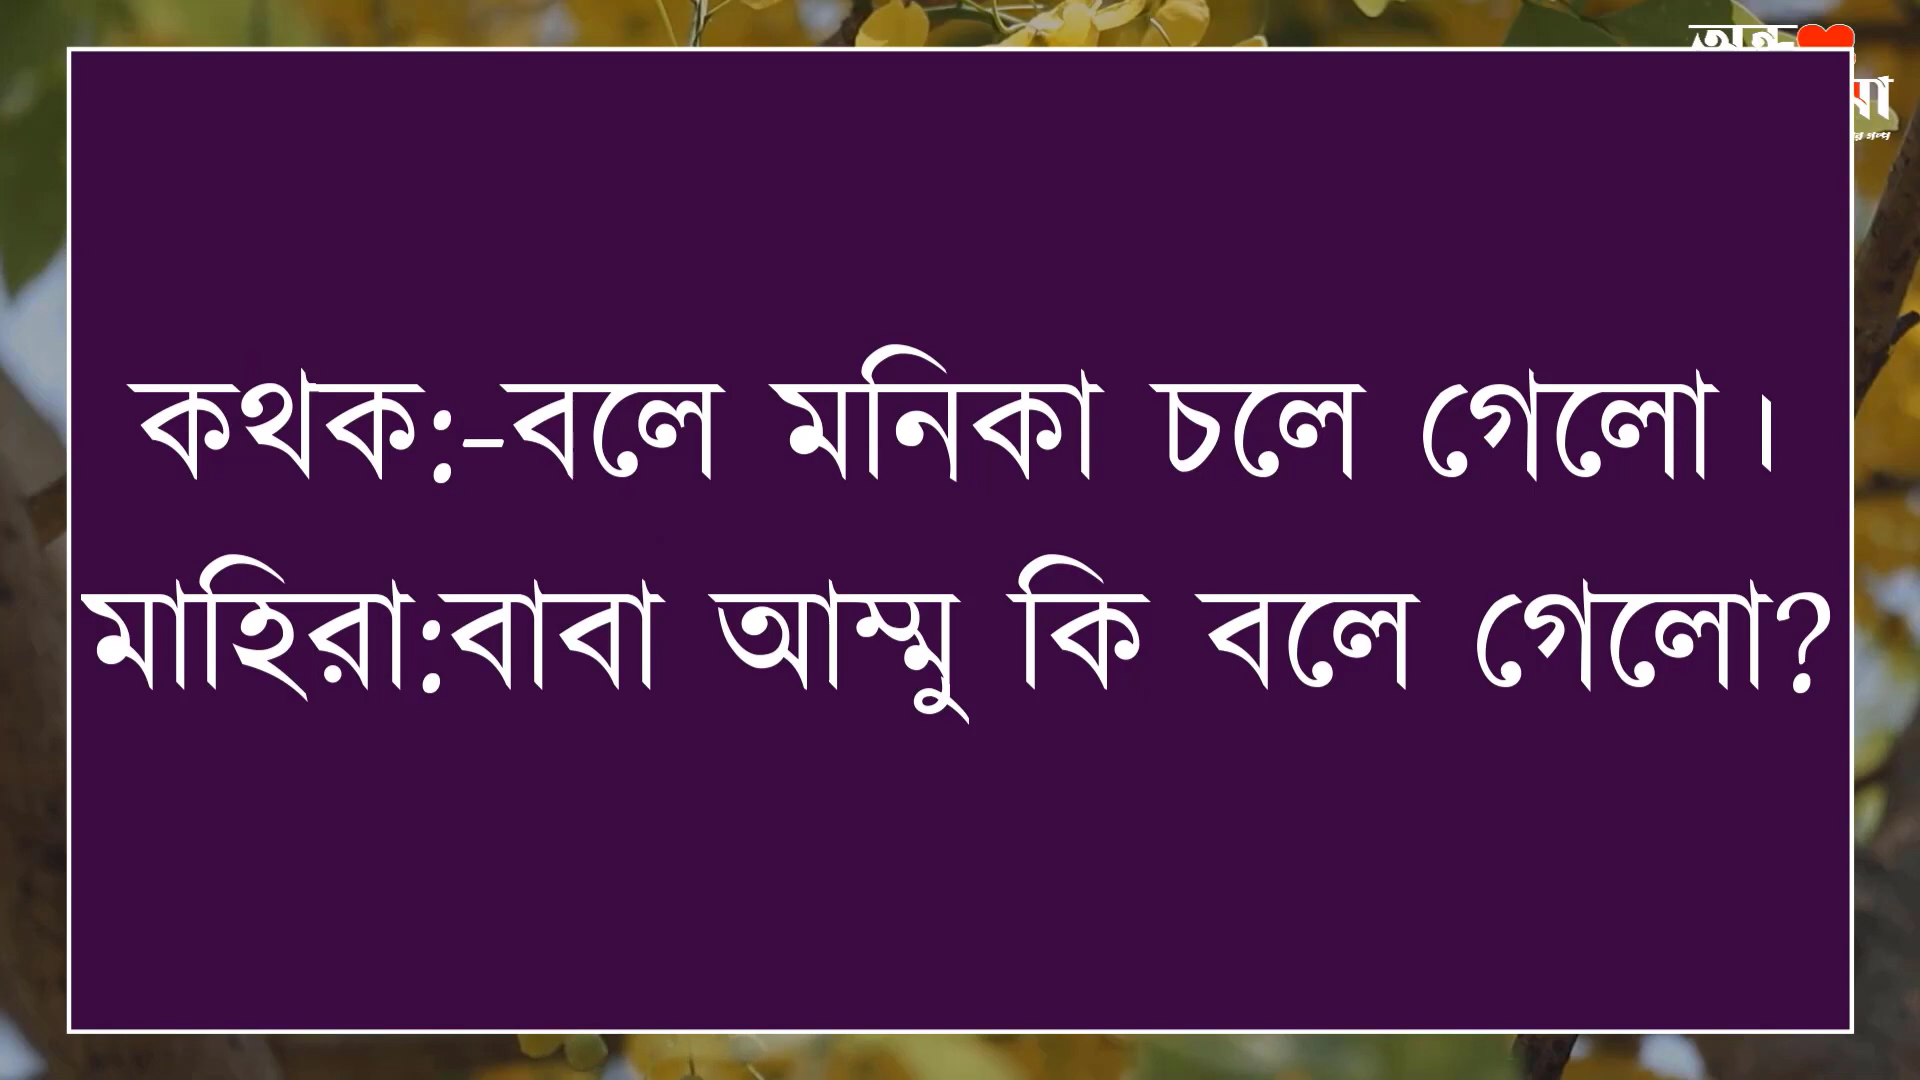 কথক:-বলে মনিকা চলে গেলো।
মাহিরা:বাবা আম্মু কি বলে গেলো?